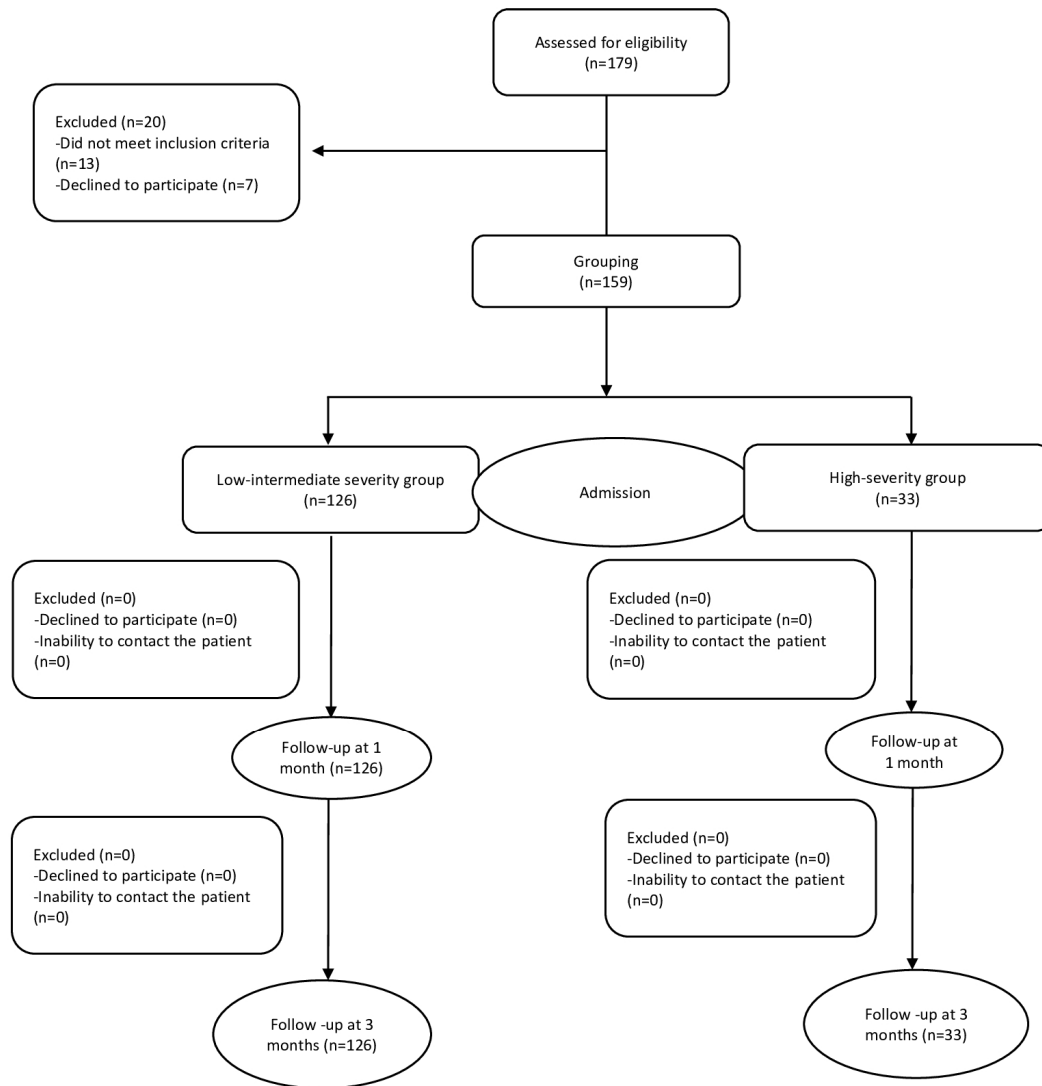 Assessed for eligibility
(n=179)
Excluded (n=20)
-Did not meet inclusion criteria
(n=13)
-Declined to participate (n=7)
Grouping
(n=159)
Low-intermediate severity group
(n=126)
Admission
High-severity group
(n=33)
Excluded (n=0)
-Declined to participate (n=0)
-Inability to contact the patient
(n=0)
Excluded (n=0)
-Declined to participate (n=0)
-Inability to contact the patient
(n=0)
Follow-up at 1
month (n=126)
Follow-up at
1 month
Excluded (n=0)
-Declined to participate (n=0)
-Inability to contact the patient
(n=0)
Excluded (n=0)
-Declined to participate (n=0)
-Inability to contact the patient
(n=0)
Follow -up at 3
months (n=126)
Follow -up at 3
months (n=33)